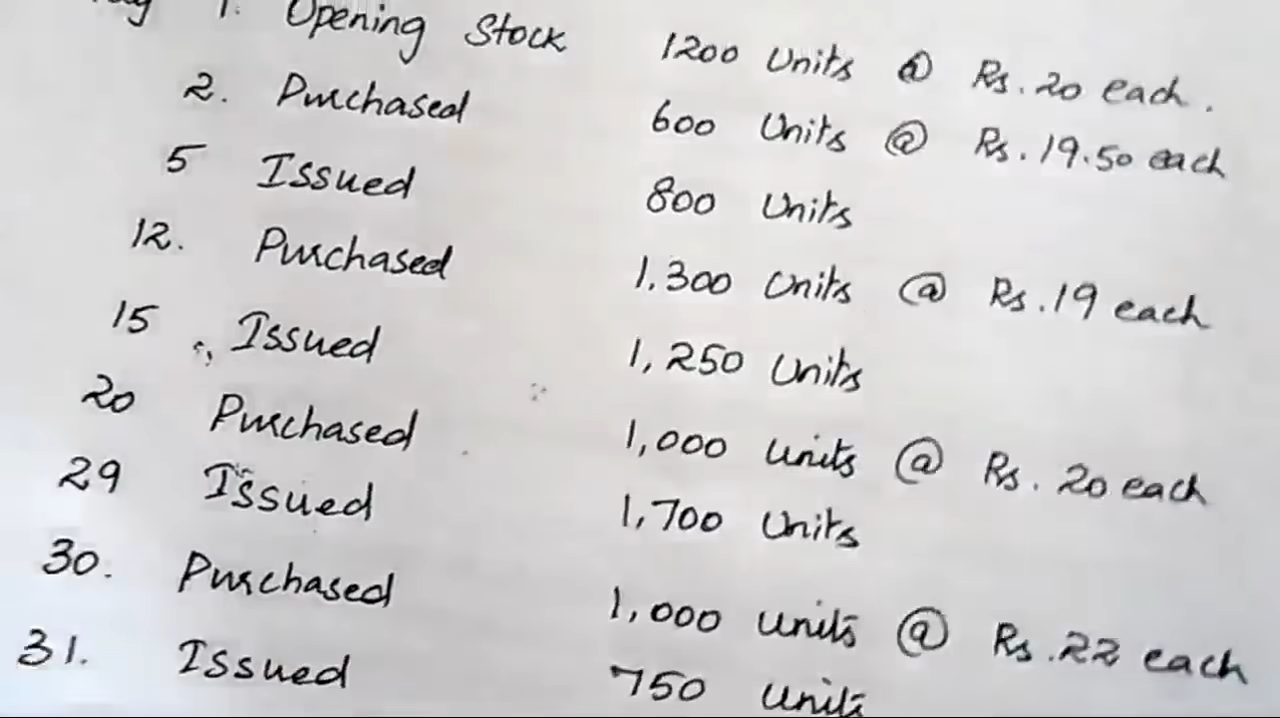 1. Opening Stock 1200 Units @ Rs.20 each.
2. Purchased 600 Units @ Rs.19.50 each
5 Issued 800 Units
12. Purchased 1,300 Units @ Rs.19 each
15 Issued 1,250 Units
20 Purchased 1,000 units @ Rs.20 each
29 Issued 1,700 Units
30. Purchased 1,000 units @ Rs.22 each
31. Issued 750 units